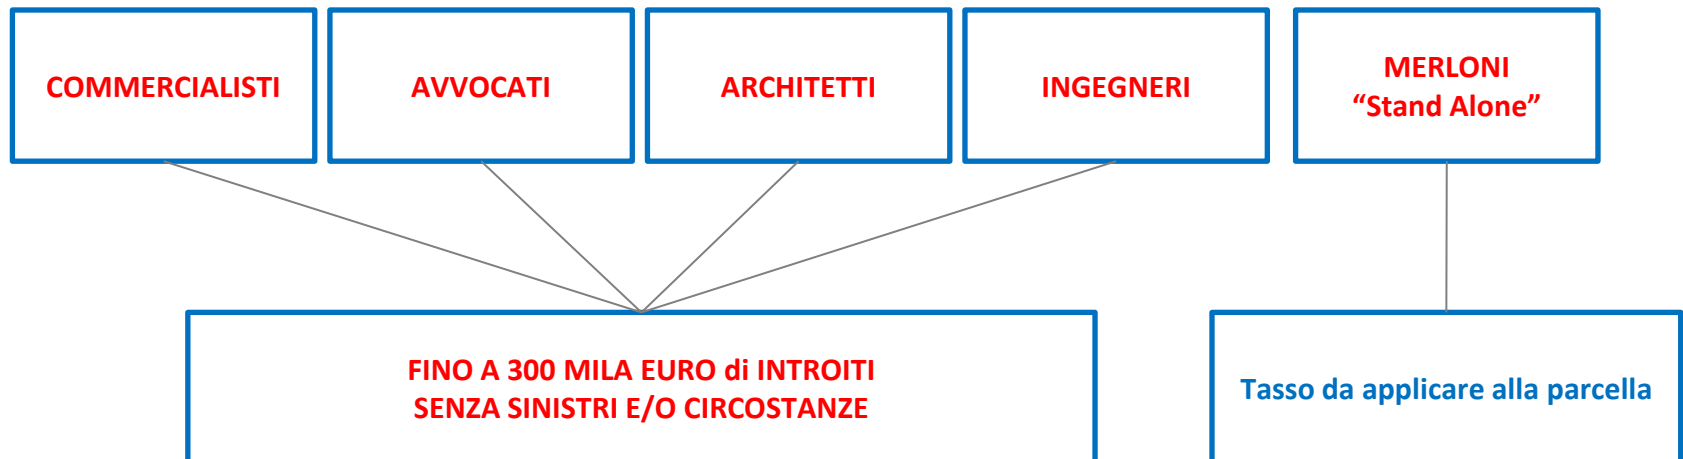 COMMERCIALISTI
AVVOCATI
ARCHITETTI
INGEGNERI
MERLONI
“Stand Alone”
FINO A 300 MILA EURO di INTROITI
SENZA SINISTRI E/O CIRCOSTANZE
Tasso da applicare alla parcella